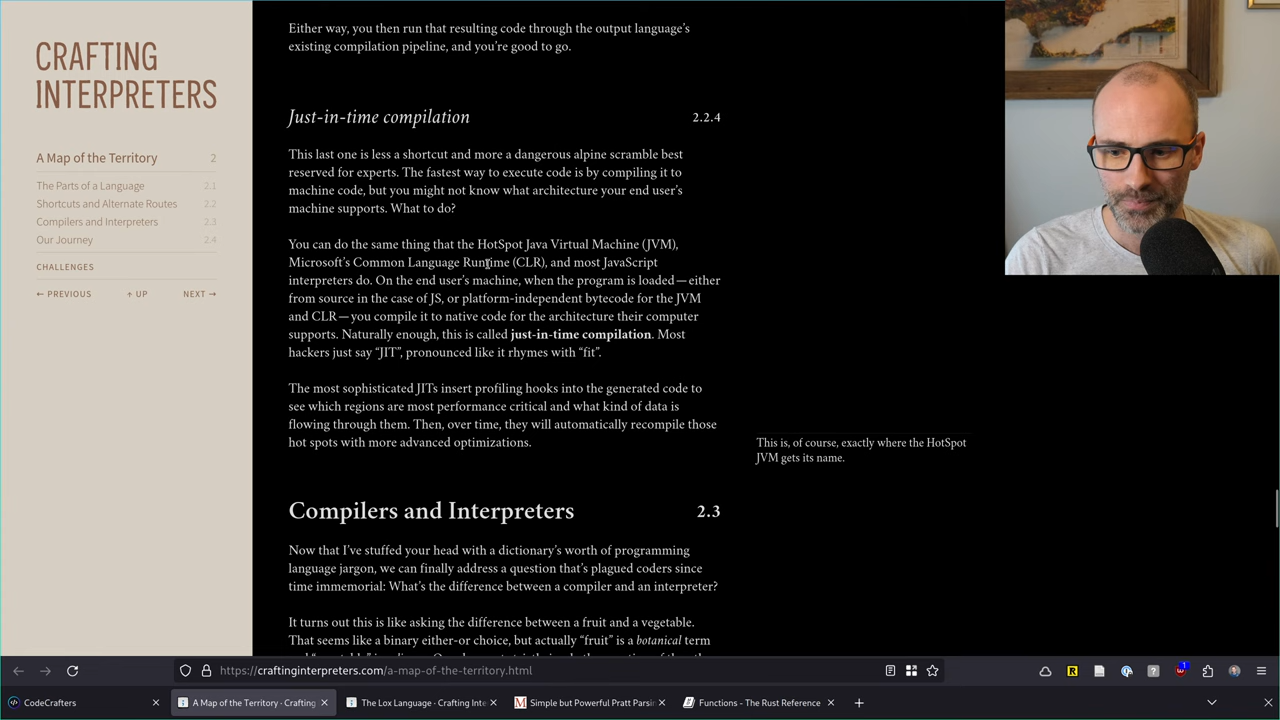 CRAFTING
INTERPRETERS
A Map of the Territory 2
The Parts of a Language 2.1
Shortcuts and Alternate Routes 2.2
Compilers and Interpreters 2.3
Our Journey 2.4
CHALLENGES
← PREVIOUS ↑ UP NEXT →
Either way, you then run that resulting code through the output language’s
existing compilation pipeline, and you’re good to go.
Just-in-time compilation 2.2.4
This last one is less a shortcut and more a dangerous alpine scramble best
reserved for experts. The fastest way to execute code is by compiling it to
machine code, but you might not know what architecture your end user’s
machine supports. What to do?
You can do the same thing that the HotSpot Java Virtual Machine (JVM),
Microsoft’s Common Language Runtime (CLR), and most JavaScript
interpreters do. On the end user’s machine, when the program is loaded—either
from source in the case of JS, or platform-independent bytecode for the JVM
and CLR—you compile it to native code for the architecture their computer
supports. Naturally enough, this is called just-in-time compilation. Most
hackers just say “JIT”, pronounced like it rhymes with “fit”.
The most sophisticated JITs insert profiling hooks into the generated code to
see which regions are most performance critical and what kind of data is
flowing through them. Then, over time, they will automatically recompile those
hot spots with more advanced optimizations.
This is, of course, exactly where the HotSpot
JVM gets its name.
Compilers and Interpreters 2.3
Now that I’ve stuffed your head with a dictionary’s worth of programming
language jargon, we can finally address a question that’s plagued coders since
time immemorial: What’s the difference between a compiler and an interpreter?
It turns out this is like asking the difference between a fruit and a vegetable.
That seems like a binary either-or choice, but actually “fruit” is a botanical term
https://craftinginterpreters.com/a-map-of-the-territory.html
1
CodeCrafters
A Map of the Territory · Crafting
The Lox Language · Crafting Inte
Simple but Powerful Pratt Parsin
Functions - The Rust Reference